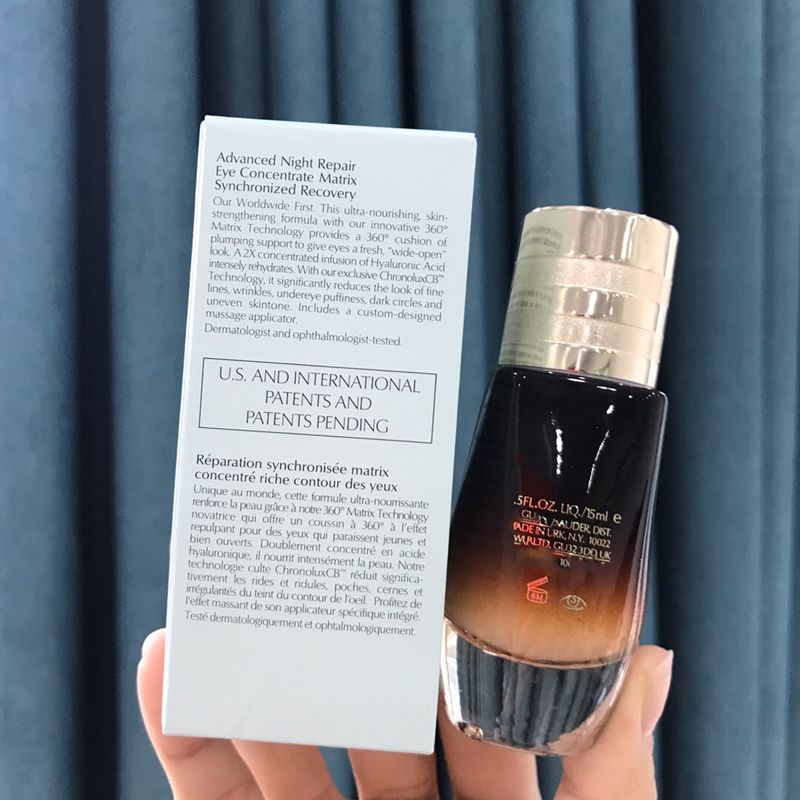 Advanced Night Repair
Eye Concentrate Matrix
Synchronized Recovery
Our Worldwide First. This ultra-nourishing, skin-
strengthening formula with our innovative 360°
Matrix Technology provides a 360° cushion of
plumping support to give eyes a fresh, “wide-open”
look. A 2X concentrated infusion of Hyaluronic Acid
intensely rehydrates. With our exclusive ChronoluxCB™
Technology, it significantly reduces the look of fine
lines, wrinkles, undereye puffiness, dark circles and
uneven skintone. Includes a custom-designed
massage applicator.
Dermatologist and ophthalmologist-tested.
U.S. AND INTERNATIONAL
PATENTS AND
PATENTS PENDING
Réparation synchronisée matrix
concentré riche contour des yeux
Unique au monde, cette formule ultra-nourrissante
renforce la peau grâce à notre 360° Matrix Technology
novatrice qui offre un coussin à 360° à l'effet
repulpant pour des yeux qui paraissent jeunes et
bien ouverts. Doublement concentré en acide
hyaluronique, il nourrit intensément la peau. Notre
technologie culte ChronoluxCB™ réduit significa-
tivement les rides et ridules, poches, cernes et
irrégularités du teint du contour de l'oeil. Profitez de
l'effet massant de son applicateur spécifique intégré.
Testé dermatologiquement et ophtalmologiquement.
.5FL.OZ. LIQ./15ml e
DIST.
N.Y. 10022
UK
6M